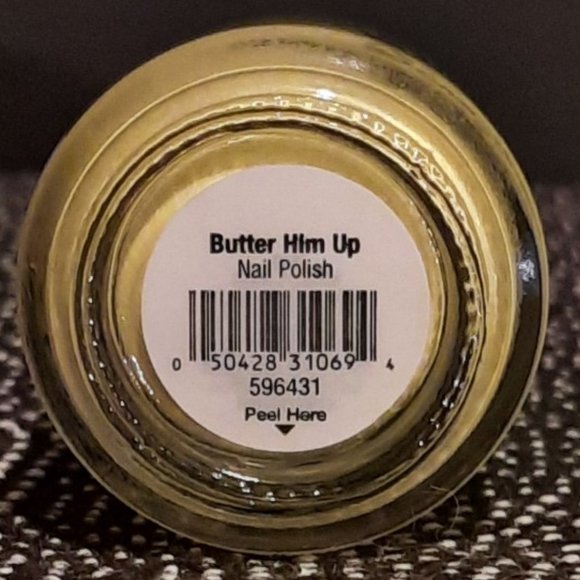 Butter Him Up
Nail Polish
0 50428 31069 4
596431
Peel Here